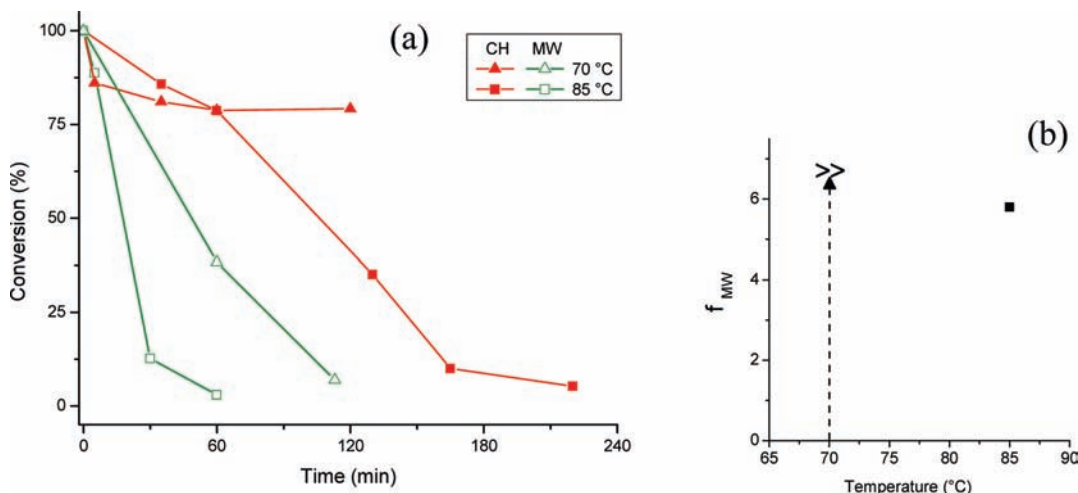 (a)
CH MW
70 °C
85 °C
100
75
50
25
0
Conversion (%)
0 60 120 180 240
Time (min)
(b)
>>
6
4
2
0
f MW
65 70 75 80 85 90
Temperature (°C)